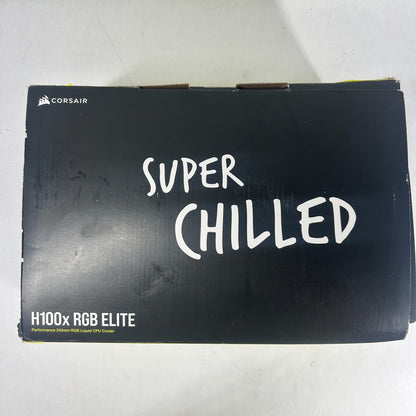 CORSAIR
SUPER
CHILLED
H100x RGB ELITE
Performance 240mm RGB Liquid CPU Cooler